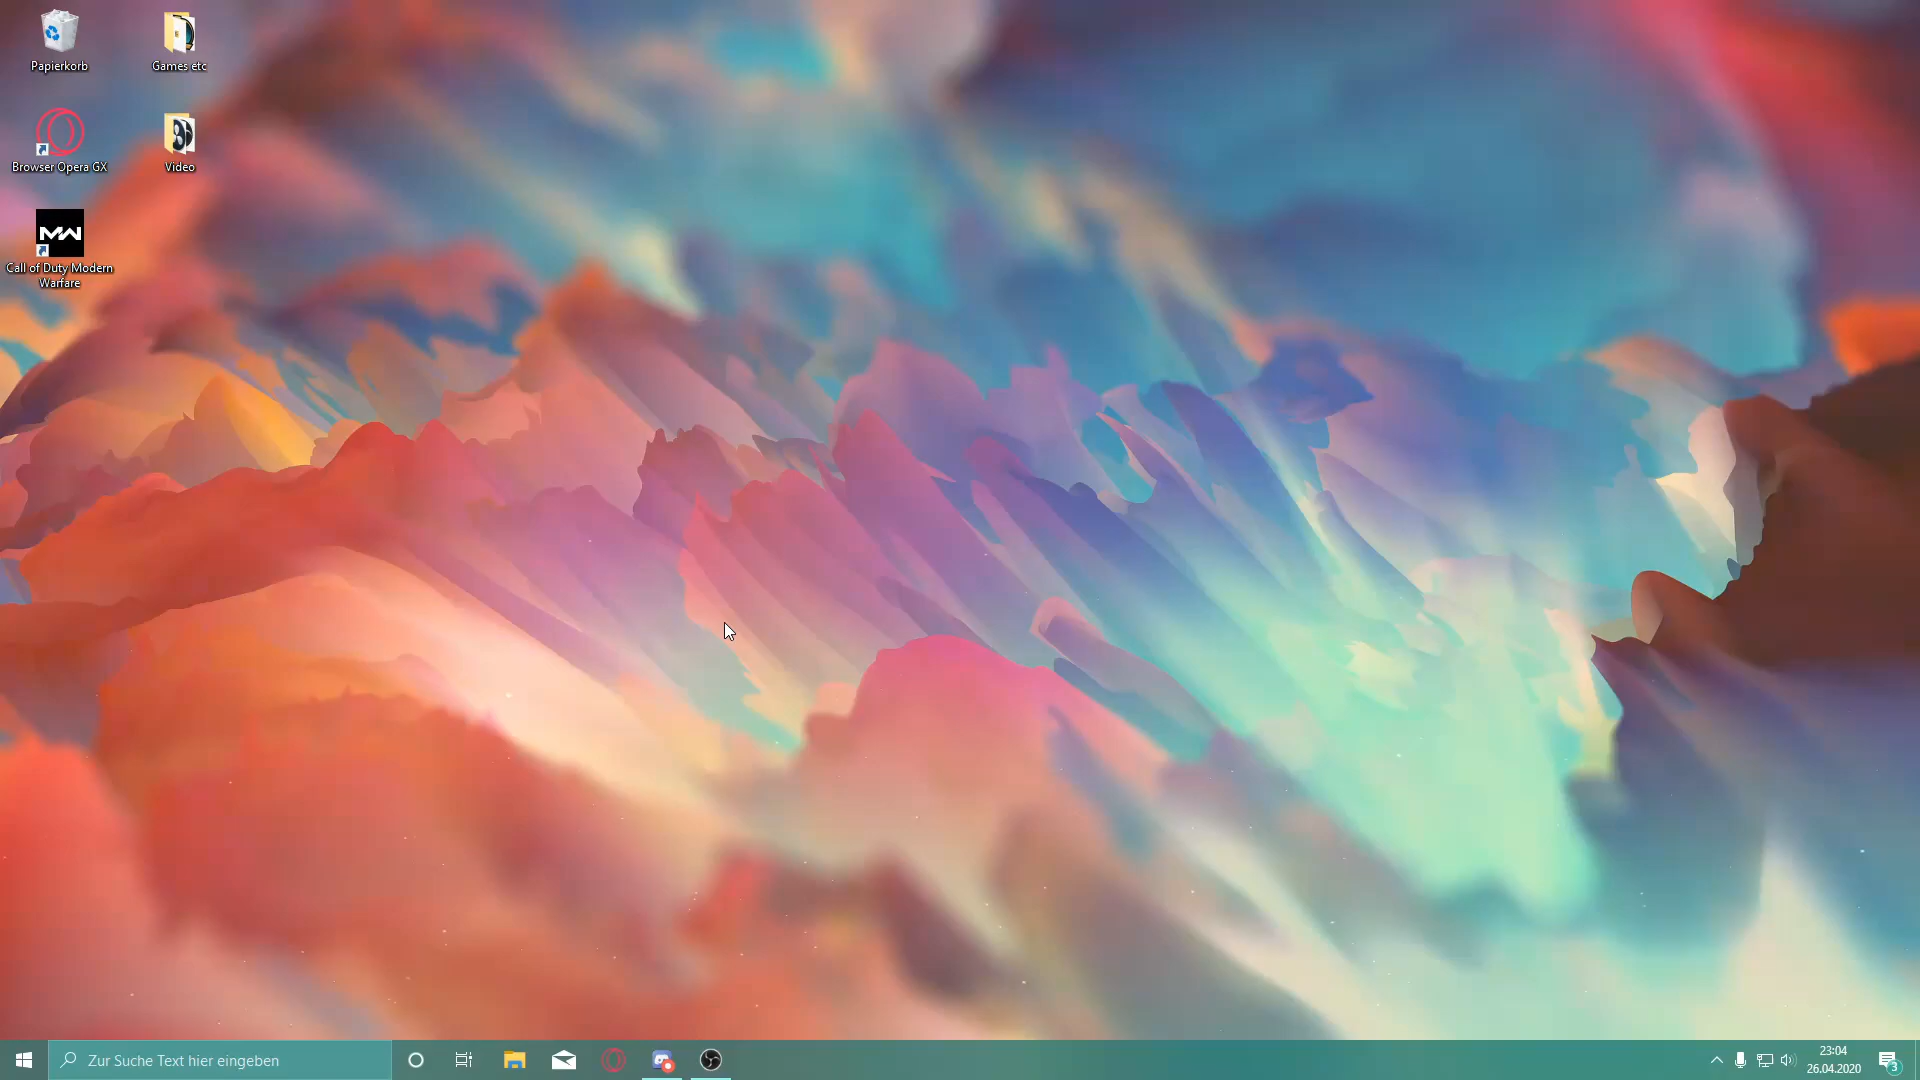 Papierkorb
Games etc
Browser Opera GX
Video
MW
Call of Duty Modern
Warfare
Zur Suche Text hier eingeben
23:04
26.04.2020
3